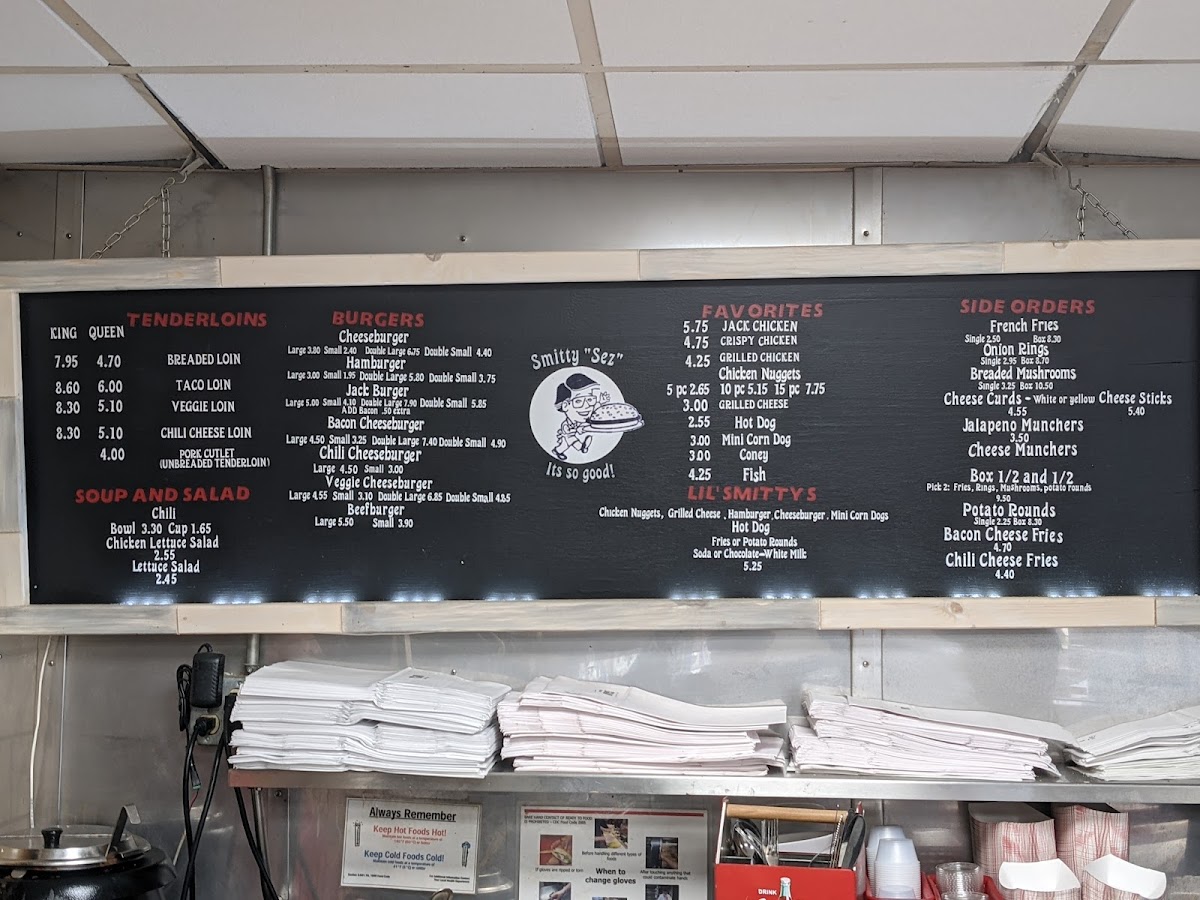 TENDERLOINS
KING QUEEN
7.95 4.70 BREADED LOIN
8.60 6.00 TACO LOIN
8.30 5.10 VEGGIE LOIN
8.30 5.10 CHILI CHEESE LOIN
4.00 PORK CUTLET
(UNBREADED TENDERLOIN)
SOUP AND SALAD
Chili
Bowl 3.30 Cup 1.65
Chicken Lettuce Salad
2.55
Lettuce Salad
2.45
BURGERS
Cheeseburger
Large 3.80 Small 2.40 Double Large 6.75 Double Small 4.40
Hamburger
Large 3.00 Small 1.95 Double Large 5.80 Double Small 3.75
Jack Burger
Large 5.00 Small 4.10 Double Large 7.90 Double Small 5.85
ADD Bacon .50 extra
Bacon Cheeseburger
Large 4.50 Small 3.25 Double Large 7.40 Double Small 4.90
Chili Cheeseburger
Large 4.50 Small 3.00
Veggie Cheeseburger
Large 4.55 Small 3.10 Double Large 6.85 Double Small 4.85
Beefburger
Large 5.50 Small 3.90
Smitty "Sez"
Its so good!
FAVORITES
5.75 JACK CHICKEN
4.75 CRISPY CHICKEN
4.25 GRILLED CHICKEN
Chicken Nuggets
5 pc 2.65 10 pc 5.15 15 pc 7.75
3.00 GRILLED CHEESE
2.55 Hot Dog
3.00 Mini Corn Dog
3.00 Coney
4.25 Fish
LIL'SMITTYS
Chicken Nuggets, Grilled Cheese, Hamburger, Cheeseburger. Mini Corn Dogs
Hot Dog
Fries or Potato Rounds
Soda or Chocolate-White Milk
5.25
SIDE ORDERS
French Fries
Single 2.50 Box 8.30
Onion Rings
Single 2.95 Box 8.70
Breaded Mushrooms
Single 3.25 Box 10.50
Cheese Curds - White or yellow Cheese Sticks
4.55 5.40
Jalapeno Munchers
3.50
Cheese Munchers
Box 1/2 and 1/2
Pick 2: Fries, Rings, Mushrooms, potato rounds
9.50
Potato Rounds
Single 2.25 Box 8.30
Bacon Cheese Fries
4.70
Chili Cheese Fries
4.40
Always Remember
Keep Hot Foods Hot!
Keep Cold Foods Cold!
Before handling different types of
foods
If gloves are ripped or torn
When to
change gloves
DRINK